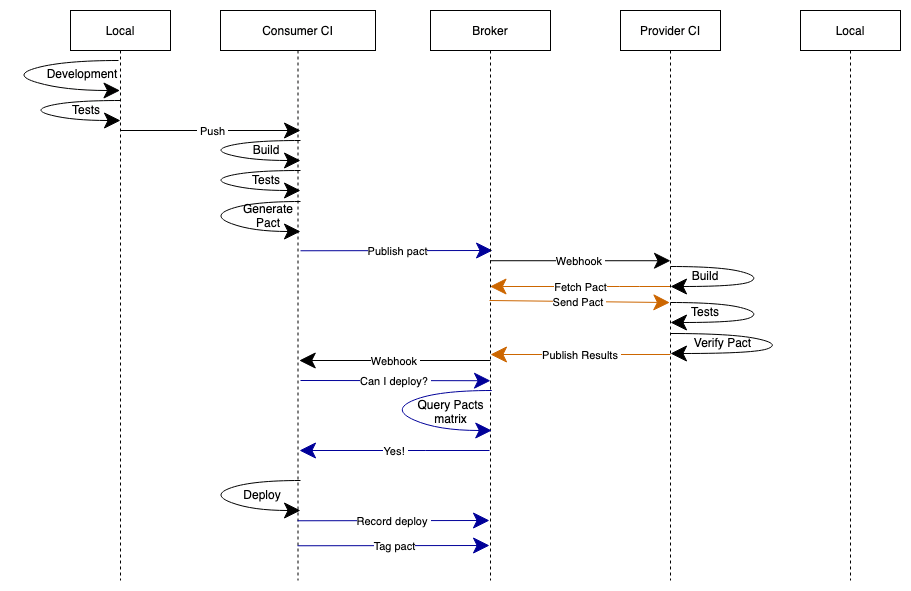 Local
Consumer CI
Broker
Provider CI
Local
Development
Tests
Push
Build
Tests
Generate
Pact
Publish pact
Webhook
Build
Fetch Pact
Send Pact
Tests
Verify Pact
Publish Results
Webhook
Can I deploy?
Query Pacts
matrix
Yes!
Deploy
Record deploy
Tag pact